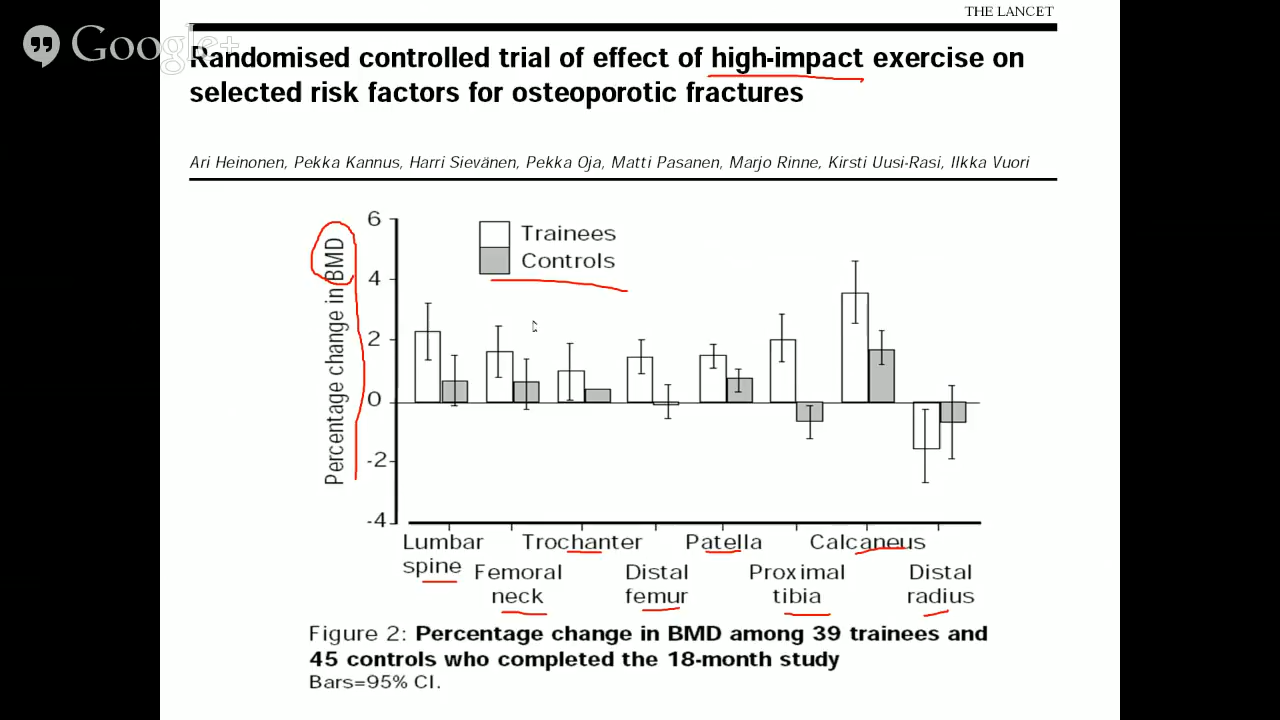 THE LANCET
Google+
Randomised controlled trial of effect of high-impact exercise on
selected risk factors for osteoporotic fractures
Ari Heinonen, Pekka Kannus, Harri Sievänen, Pekka Oja, Matti Pasanen, Marjo Rinne, Kirsti Uusi-Rasi, Ilkka Vuori
Percentage change in BMD
6
4
2
0
-2
-4
Trainees
Controls
Lumbar
spine
Femoral
neck
Trochanter
Distal
femur
Patella
Proximal
tibia
Calcaneus
Distal
radius
Figure 2: Percentage change in BMD among 39 trainees and
45 controls who completed the 18-month study
Bars=95% CI.